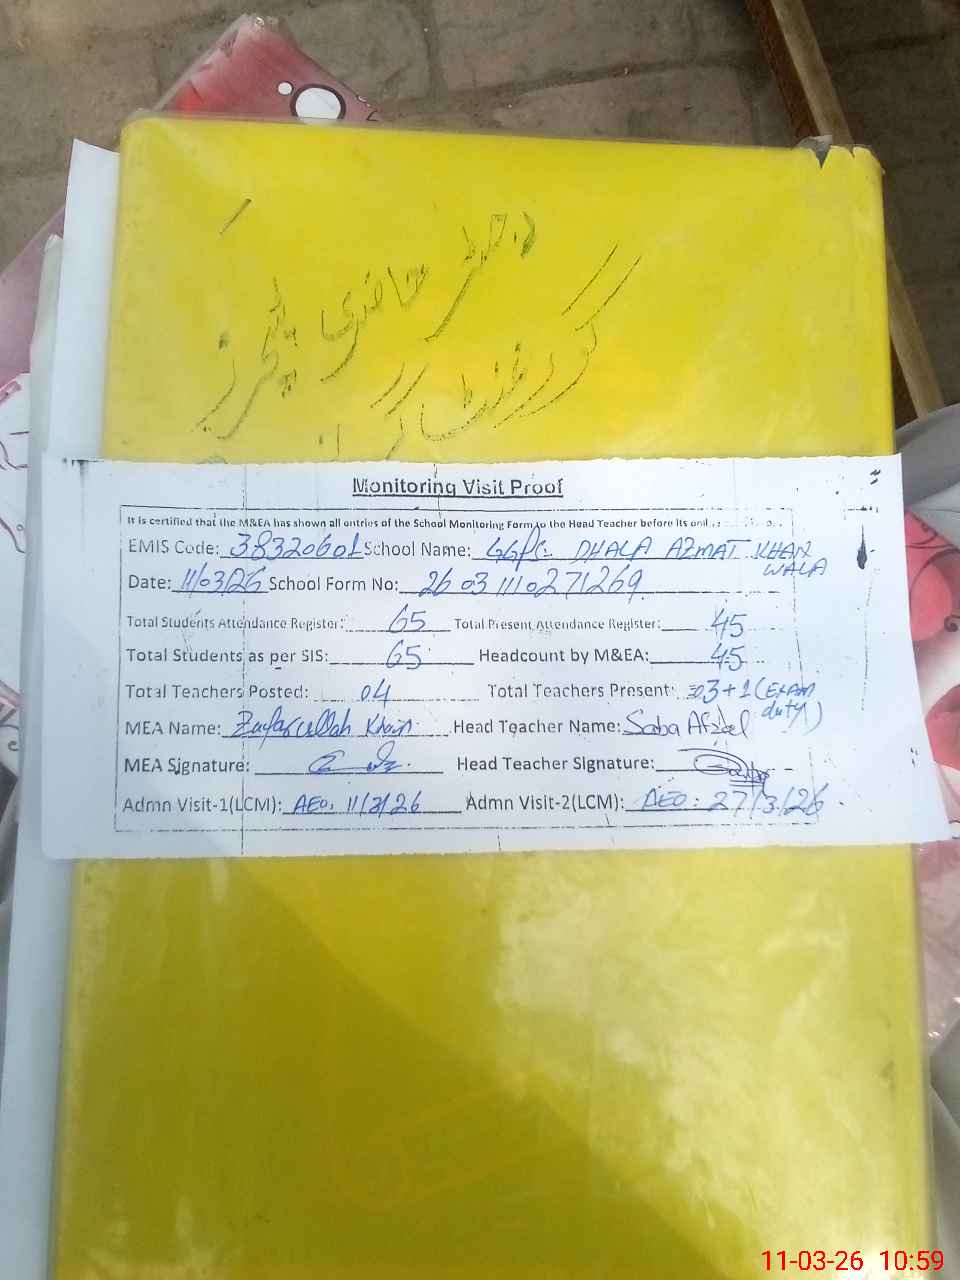 رجسٹر حاضری ٹیچرز
گورنمنٹ گر
Monitoring Visit Proof
It is certified that the M&EA has shown all entries of the School Monitoring Form to the Head Teacher before its
EMIS Code: 38320601 School Name: GGPS DHALA AZMAT KHAN WALA
Date: 11/03/26 School Form No: 26 03 1110271269
Total Students Attendance Register: 65 Total Present Attendance Register: 45
Total Students as per SIS: 65 Headcount by M&EA: 45
Total Teachers Posted: 04 Total Teachers Present: 03+1 (Exam duty)
MEA Name: Zafarullah Khan Head Teacher Name: Saba Afzal
MEA Signature: Head Teacher Signature:
Admn Visit-1(LCM): AEO: 11/3/26 Admn Visit-2(LCM): AEO: 27/3/26
11-03-26 10:59